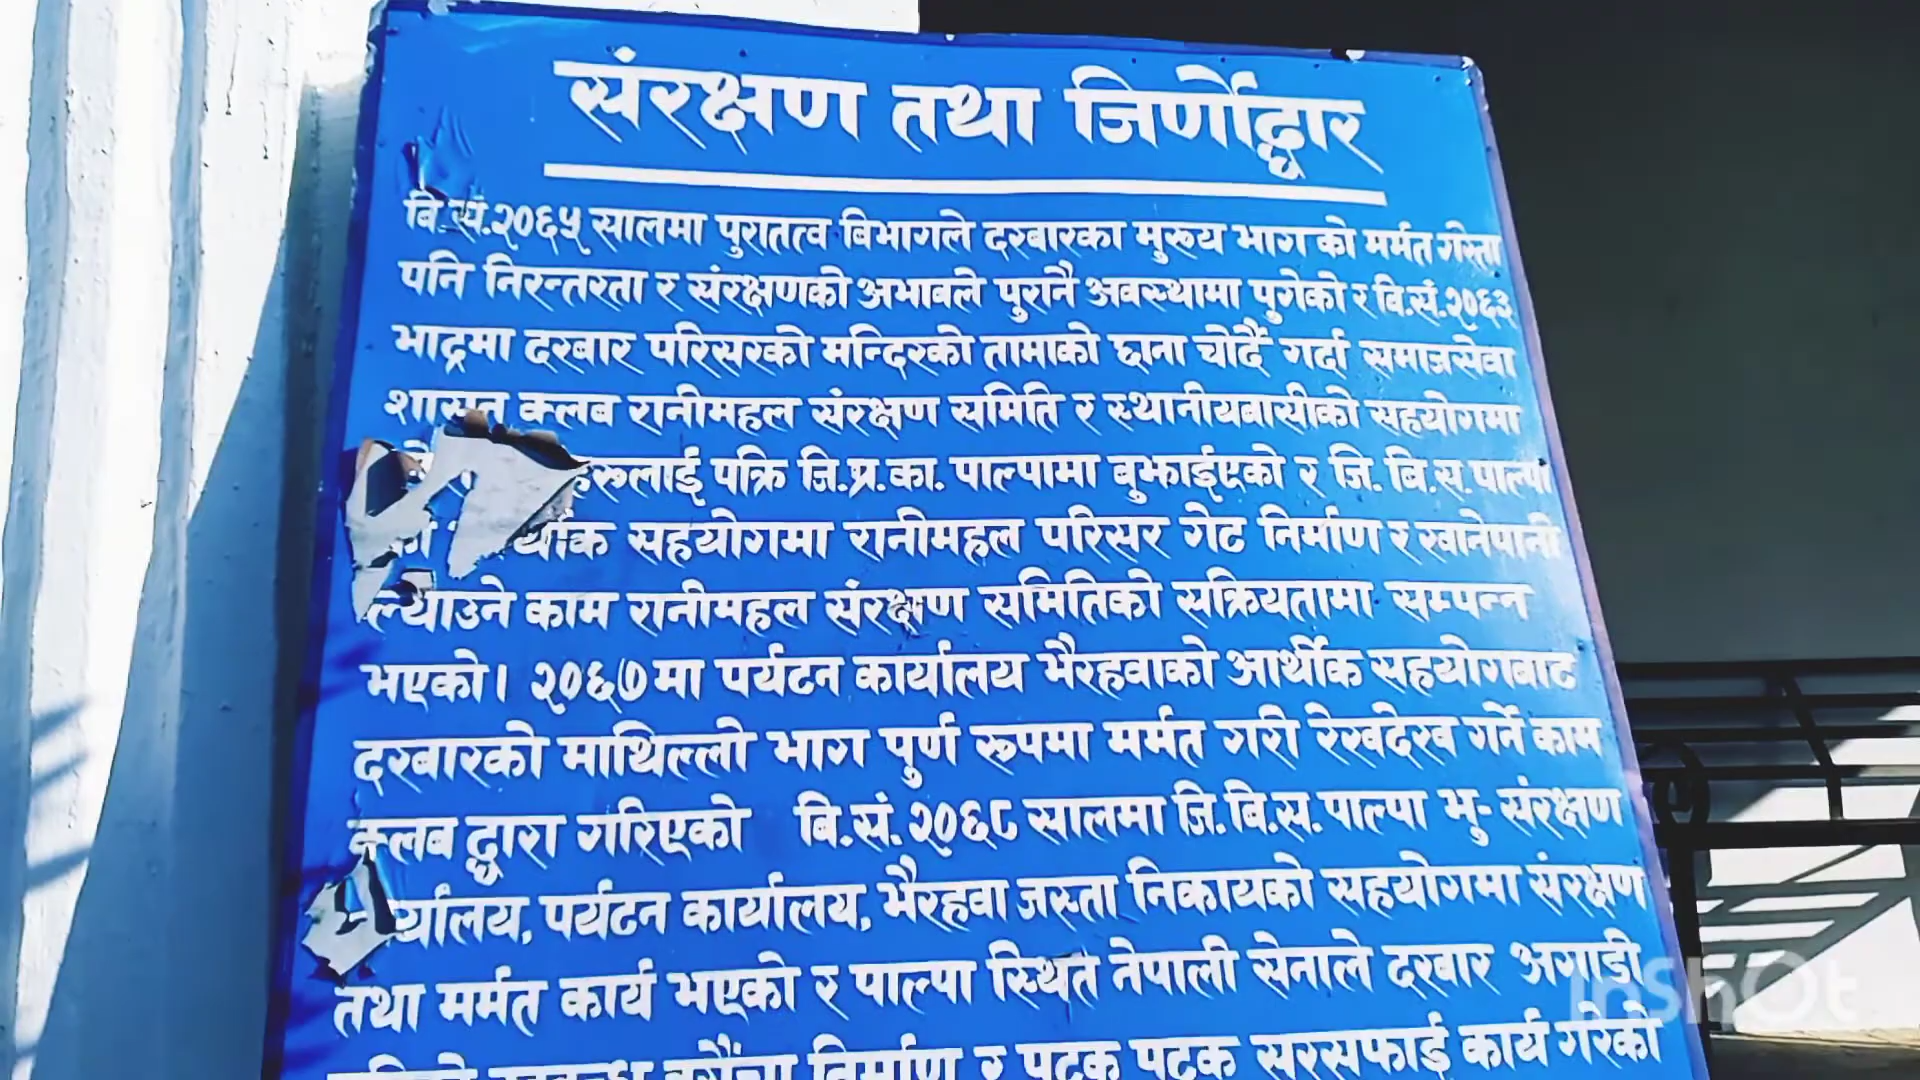 संरक्षण तथा जिर्णोद्धार
बि.सं.२०६५ सालमा पुरातत्व बिभागले दरबारका मुख्य भाग को मर्मत गरेता
पनि निरन्तरता र संरक्षणको अभावले पुरानै अवस्थामा पुगेको र बि.सं.२०६३
भाद्रमा दरबार परिसरको मन्दिरको तामाको छाना चोर्दै गर्दा समाजसेवा
शासत क्लब रानीमहल संरक्षण समिति र स्थानीयबासीको सहयोगमा
हरुलाई पक्रि जि.प्र.का. पाल्पामा बुझाईएको र जि. बि.स. पाल्पा
सहयोगमा रानीमहल परिसर गेट निर्माण र खानेपानी
ल्याउने काम रानीमहल संरक्षण समितिको सक्रियतामा सम्पन्न
भएको। २०६७ मा पर्यटन कार्यालय भैरहवाको आर्थीक सहयोगबाट
दरबारको माथिल्लो भाग पुर्ण रूपमा मर्मत गरी रेखदेख गर्ने काम
क्लब द्धारा गरिएको बि.सं. २०६८ सालमा जि. बि.स. पाल्पा भु- संरक्षण
र्यालय, पर्यटन कार्यालय, भैरहवा जस्ता निकायको सहयोगमा संरक्षण
तथा मर्मत कार्य भएको र पाल्पा स्थित नेपाली सेनाले दरबार अगाडी
निर्माण र पटक पटक सरसफाई कार्य गरेको
InShOt